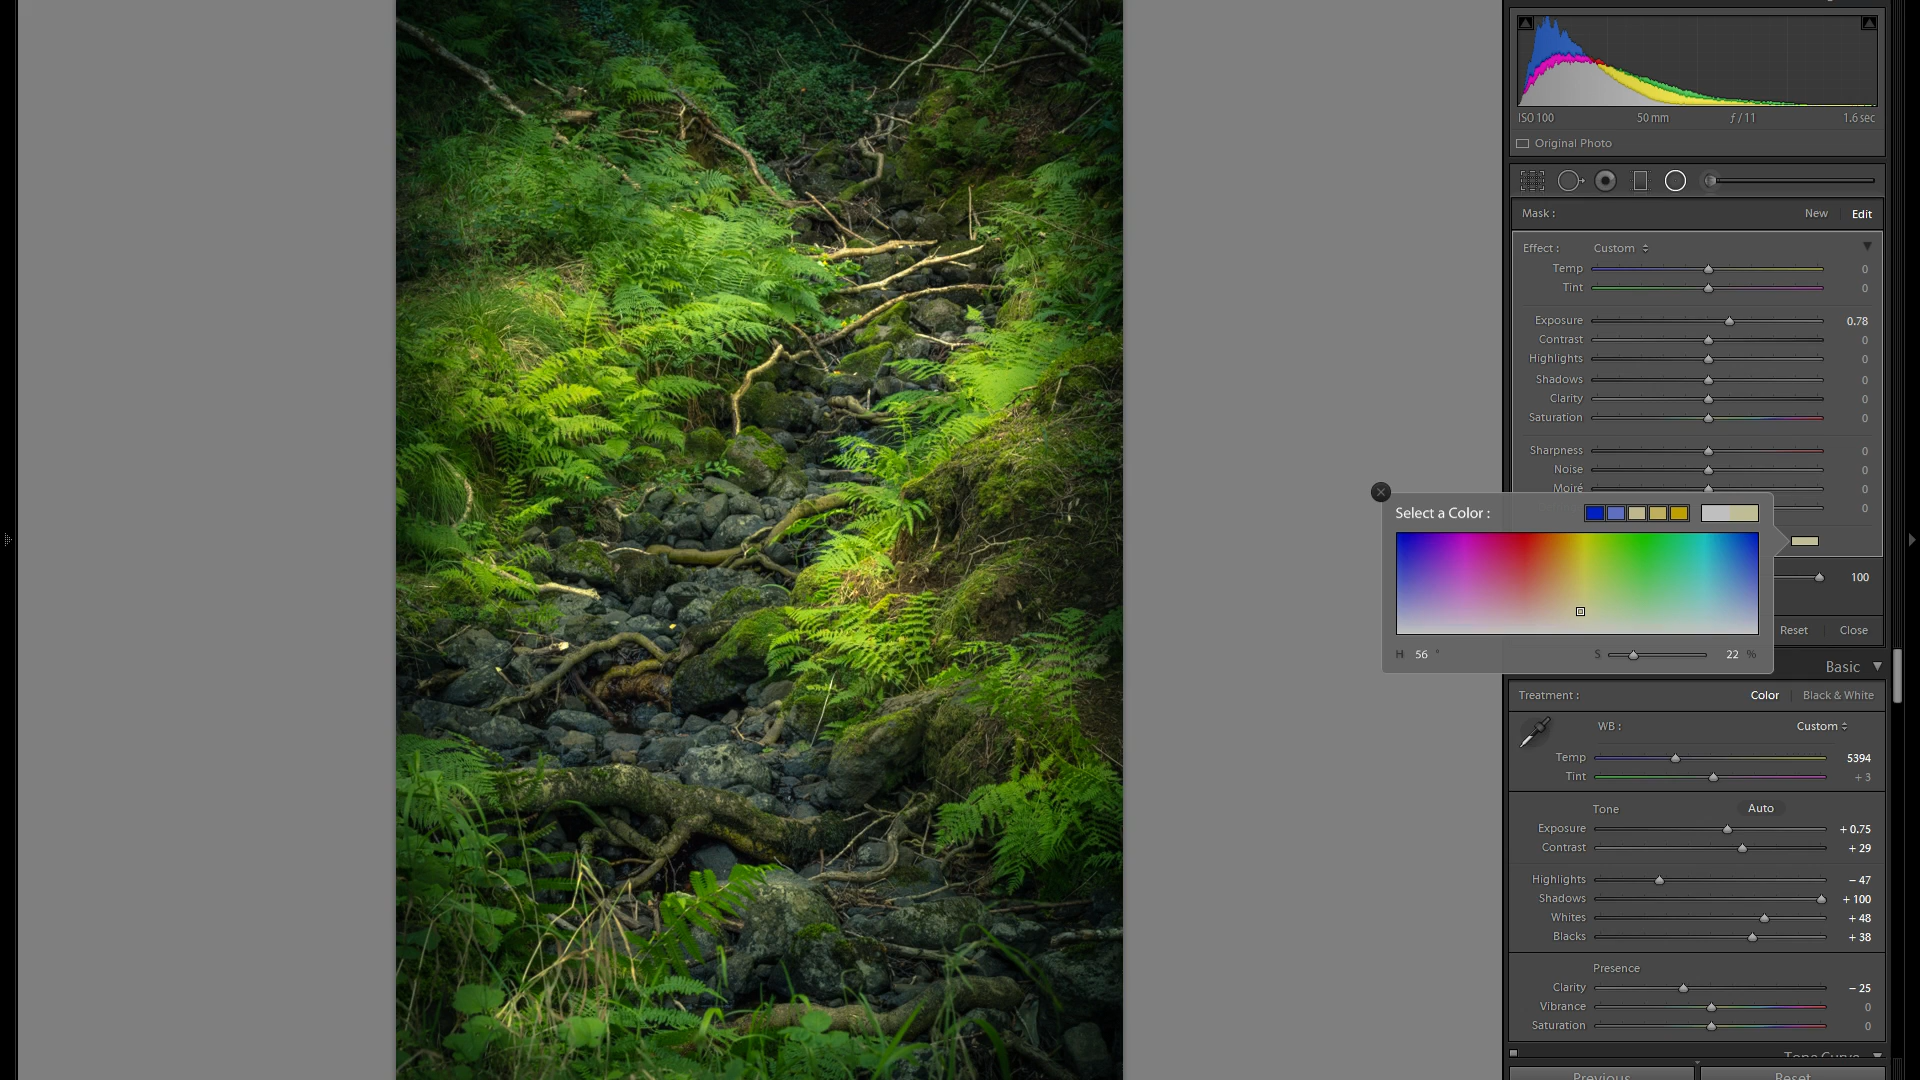 ISO 100 50 mm ƒ / 11 1.6 sec
Original Photo
Mask : New Edit
Effect : Custom
Temp 0
Tint 0
Exposure 0.78
Contrast 0
Highlights 0
Shadows 0
Clarity 0
Saturation 0
Sharpness 0
Noise 0
Moiré 0
0
Select a Color :
H 56 ° S 22 %
100
Reset Close
Basic
Treatment : Color Black & White
WB : Custom
Temp 5394
Tint + 3
Tone Auto
Exposure + 0.75
Contrast + 29
Highlights – 47
Shadows + 100
Whites + 48
Blacks + 38
Presence
Clarity – 25
Vibrance 0
Saturation 0
Tone Curve
Previous Reset